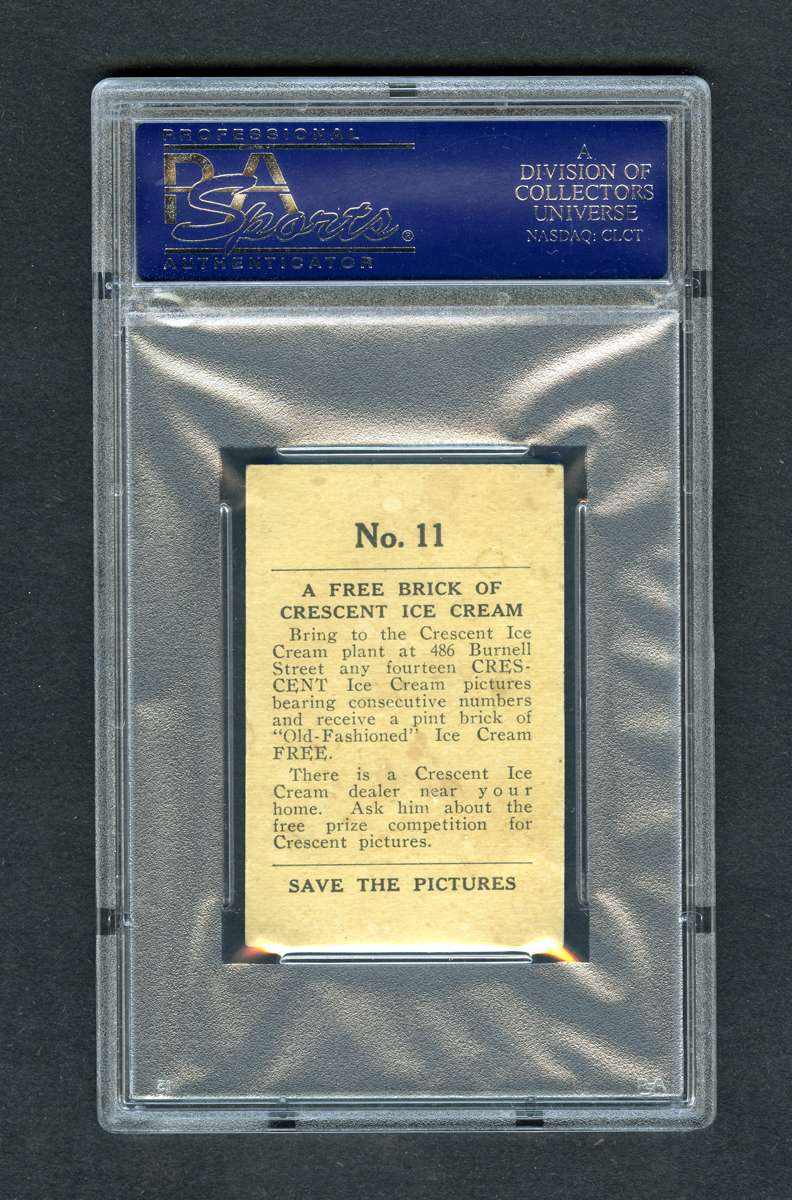 PROFESSIONAL
PSA
Sports®
AUTHENTICATOR
A
DIVISION OF
COLLECTORS
UNIVERSE
NASDAQ: CLCT
No. 11
A FREE BRICK OF
CRESCENT ICE CREAM
Bring to the Crescent Ice
Cream plant at 486 Burnell
Street any fourteen CRES-
CENT Ice Cream pictures
bearing consecutive numbers
and receive a pint brick of
"Old-Fashioned" Ice Cream
FREE.
There is a Crescent Ice
Cream dealer near your
home. Ask him about the
free prize competition for
Crescent pictures.
SAVE THE PICTURES
PSA